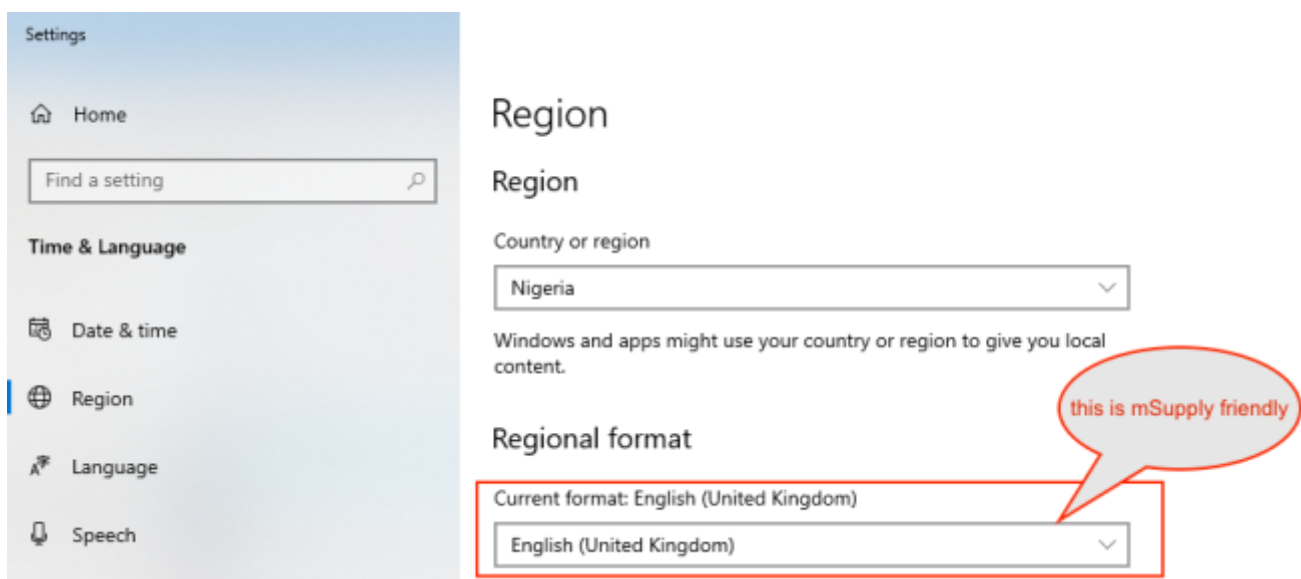 Settings
Home
Find a setting
Time & Language
Date & time
Region
Language
Speech
Region
Region
Country or region
Nigeria
Windows and apps might use your country or region to give you local
content.
this is mSupply friendly
Regional format
Current format: English (United Kingdom)
English (United Kingdom)